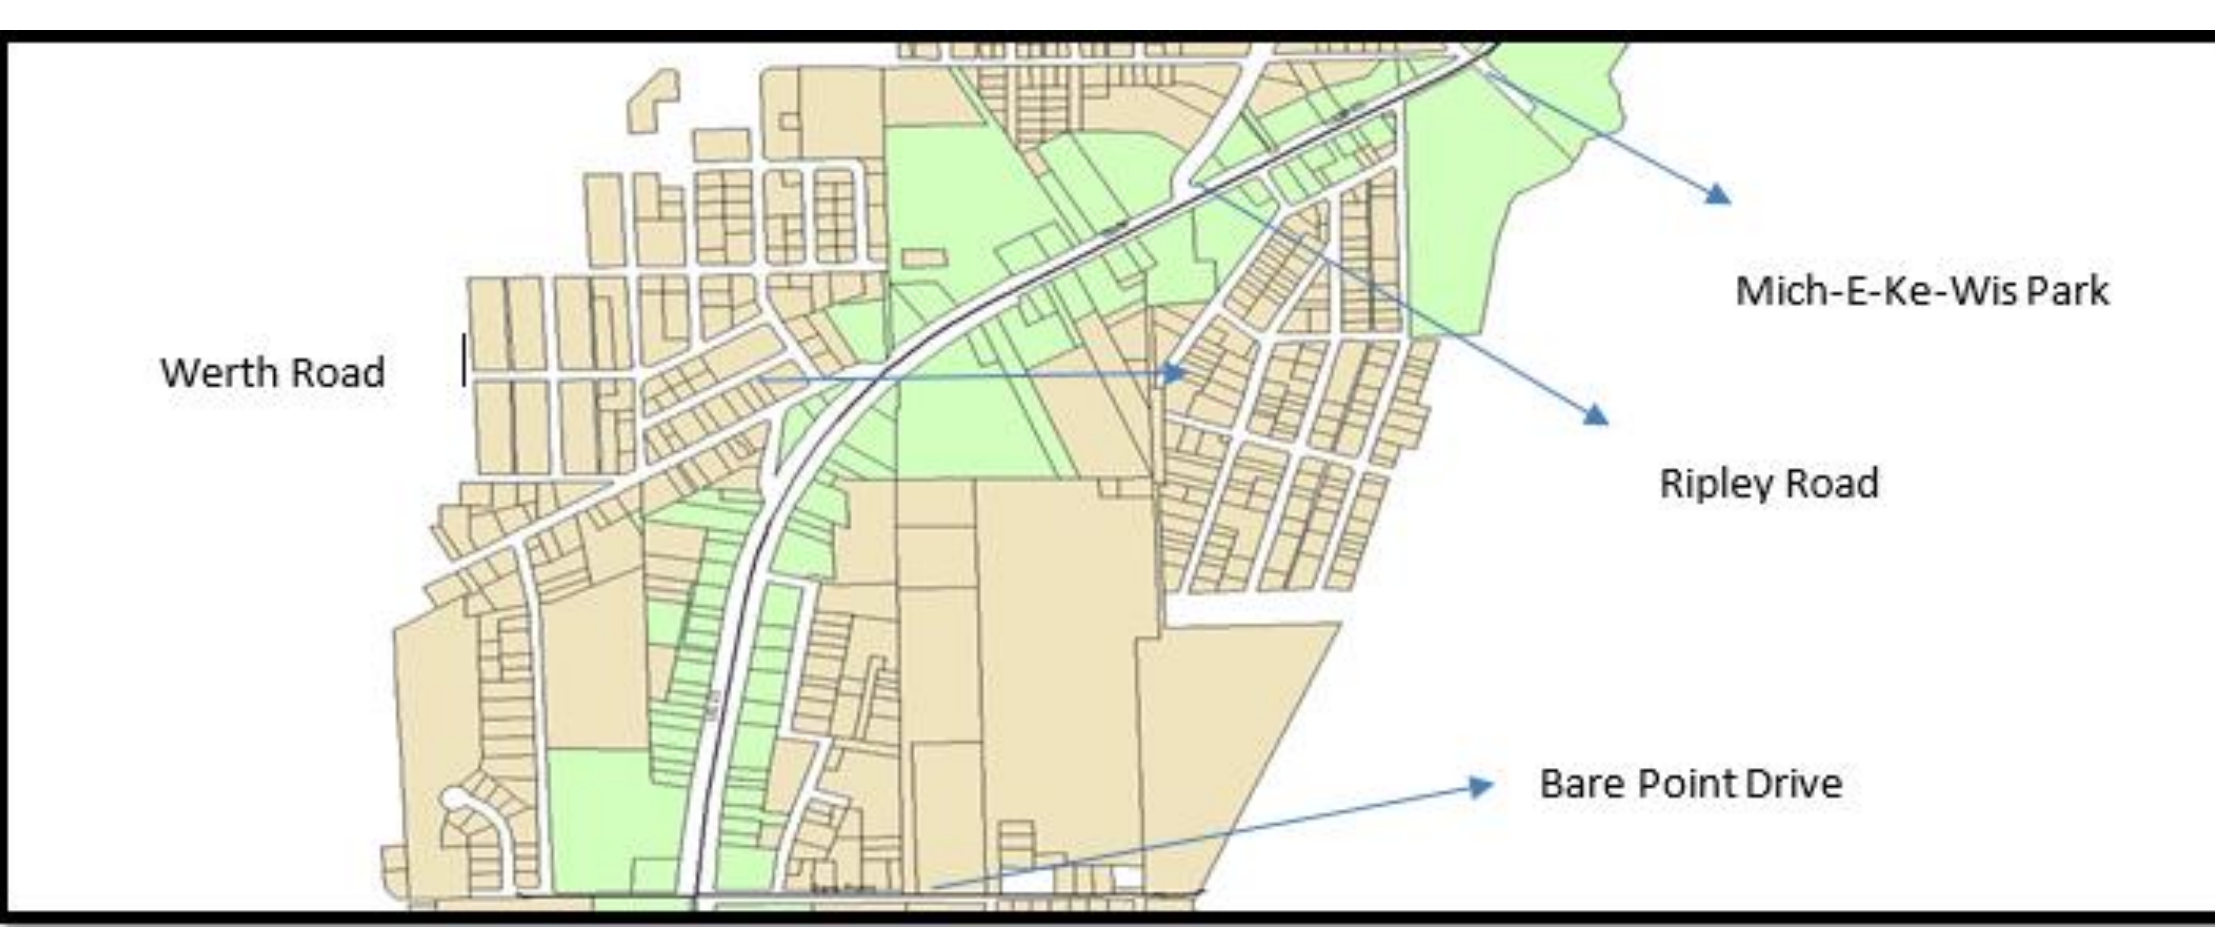 Mich-E-Ke-Wis Park
Werth Road
Ripley Road
Bare Point Drive